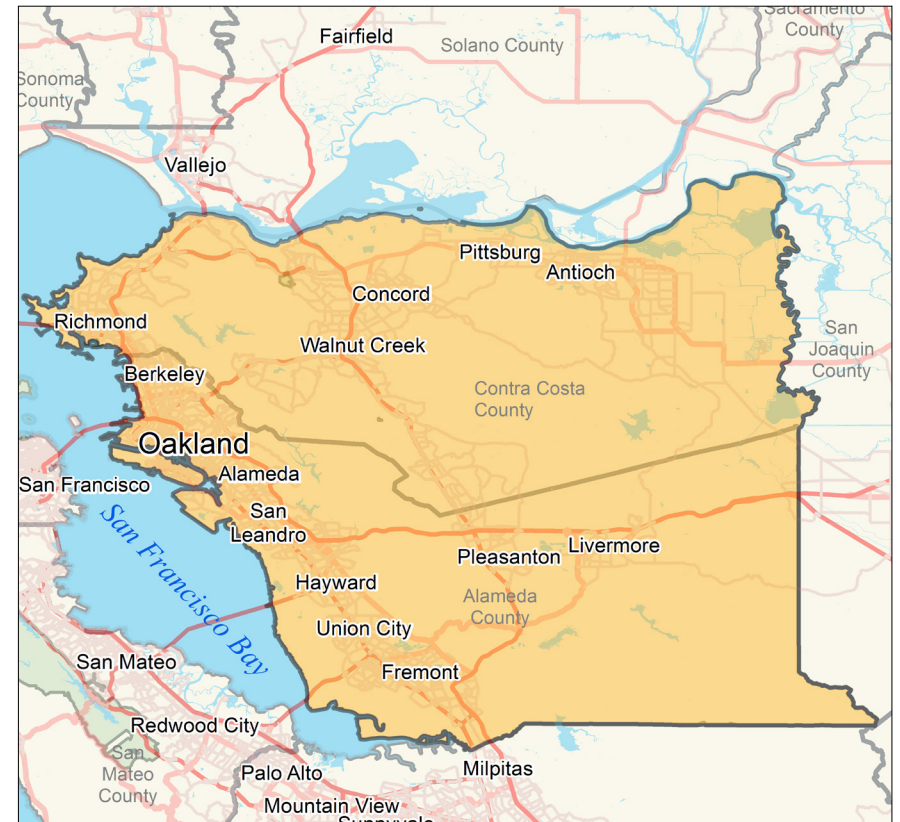 Sacramento
County
Fairfield
Solano County
Sonoma
County
Vallejo
Pittsburg
Antioch
Concord
Richmond
San
Joaquin
County
Walnut Creek
Berkeley
Contra Costa
County
Oakland
Alameda
San Francisco
San
Leandro
San Francisco Bay
Pleasanton
Livermore
Hayward
Alameda
County
Union City
San Mateo
Fremont
Redwood City
San
Mateo
County
Palo Alto
Milpitas
Mountain View
Sunnyvale